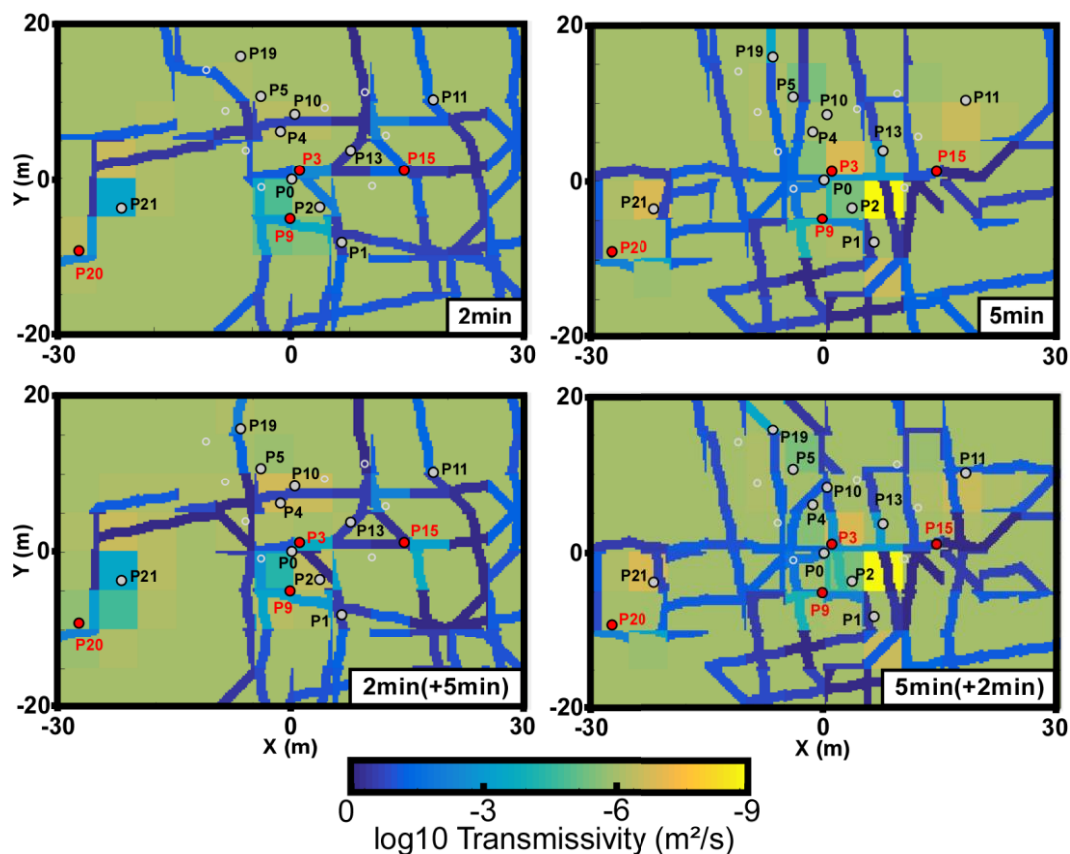 20
P19
P5
P10
P11
P4
P3
P13
P15
Y (m)
0
P0
P21
P2
P9
P20
P1
2min
-20
-30
0
30
20
P19
P5
P10
P11
P4
P13
P3
P15
0
P0
P21
P2
P9
P20
P1
5min
-20
-30
0
30
20
P19
P5
P10
P11
P4
P3
P13
P15
Y (m)
0
P0
P21
P2
P9
P20
P1
2min(+5min)
-20
-30
0
30
X (m)
20
P19
P5
P11
P10
P4
P13
P3
P15
0
P0
P21
P2
P9
P20
P1
5min(+2min)
-20
-30
0
30
X (m)
0
-3
-6
-9
log10 Transmissivity (m²/s)